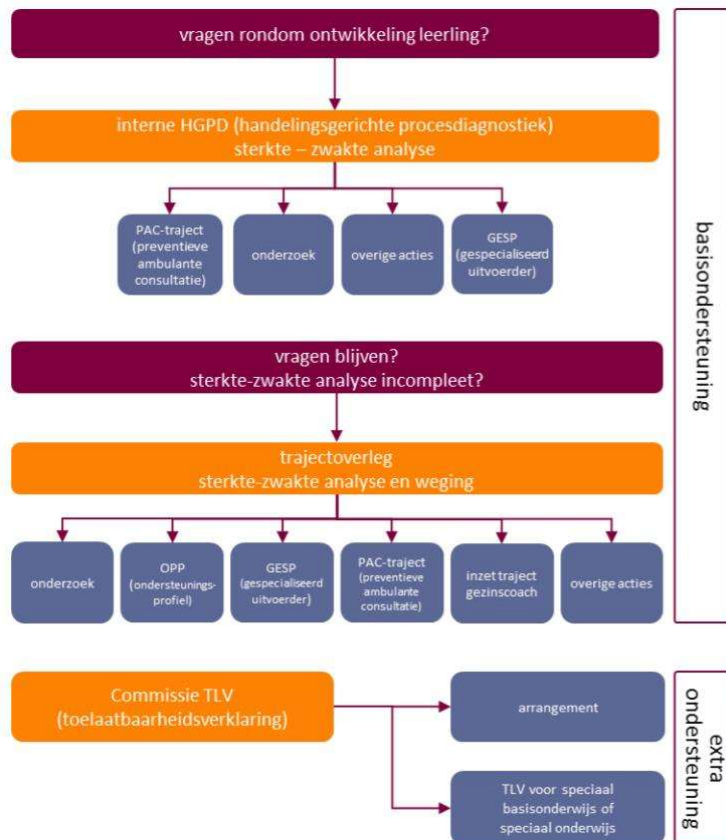 vragen rondom ontwikkeling leerling?
interne HGPD (handelingsgerichte procesdiagnostiek)
sterkte – zwakte analyse
PAC-traject
(preventieve
ambulante
consultatie)
onderzoek
overige acties
GESP
(gespecialiseerd
uitvoerder)
vragen blijven?
sterkte-zwakte analyse incompleet?
trajectoverleg
sterkte-zwakte analyse en weging
onderzoek
OPP
(ondersteunings-
profiel)
GESP
(gespecialiseerd
uitvoerder)
PAC-traject
(preventieve
ambulante
consultatie)
inzet traject
gezinscoach
overige acties
basisondersteuning
Commissie TLV
(toelaatbaarheidsverklaring)
arrangement
TLV voor speciaal
basisonderwijs of
speciaal onderwijs
extra
ondersteuning